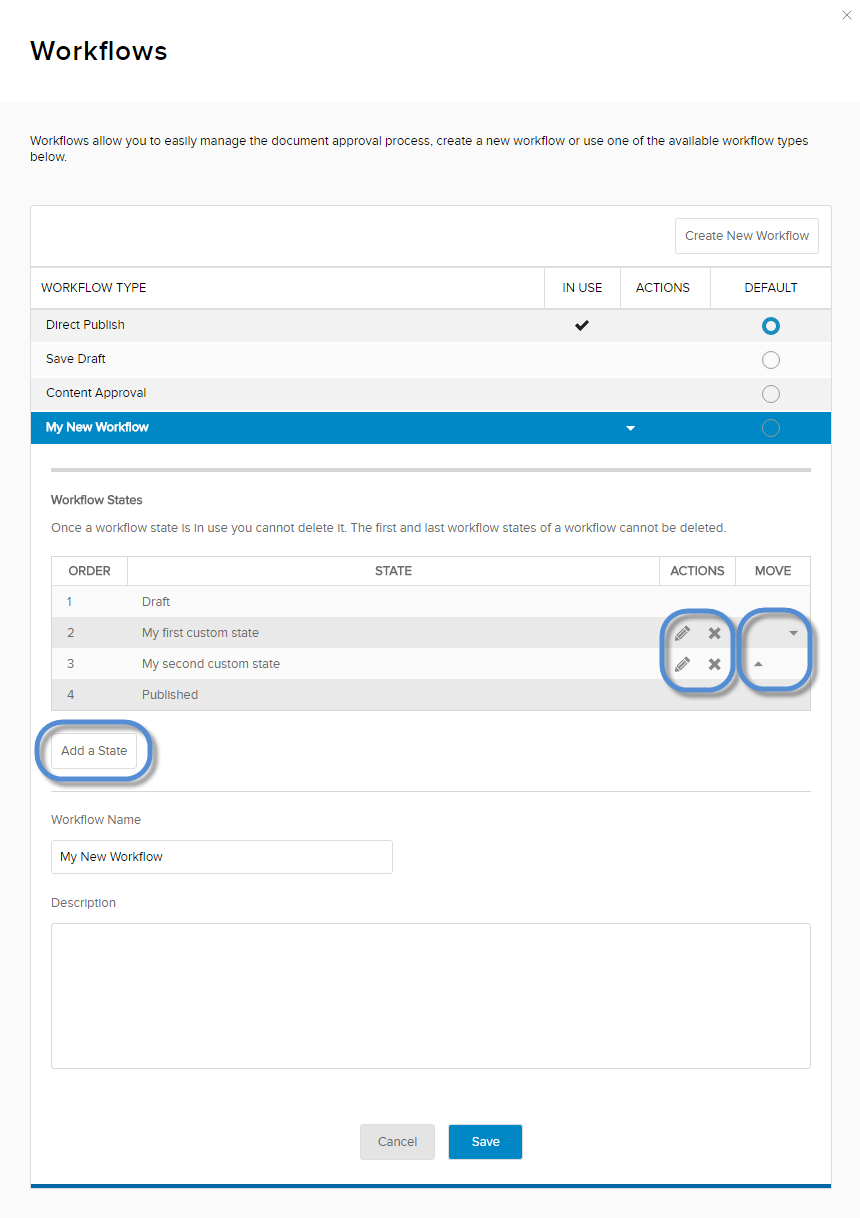 Workflows
Workflows allow you to easily manage the document approval process, create a new workflow or use one of the available workflow types
below.
Create New Workflow
WORKFLOW TYPE IN USE ACTIONS DEFAULT
Direct Publish
Save Draft
Content Approval
My New Workflow
Workflow States
Once a workflow state is in use you cannot delete it. The first and last workflow states of a workflow cannot be deleted.
ORDER STATE ACTIONS MOVE
1 Draft
2 My first custom state
3 My second custom state
4 Published
Add a State
Workflow Name
My New Workflow
Description
Cancel Save